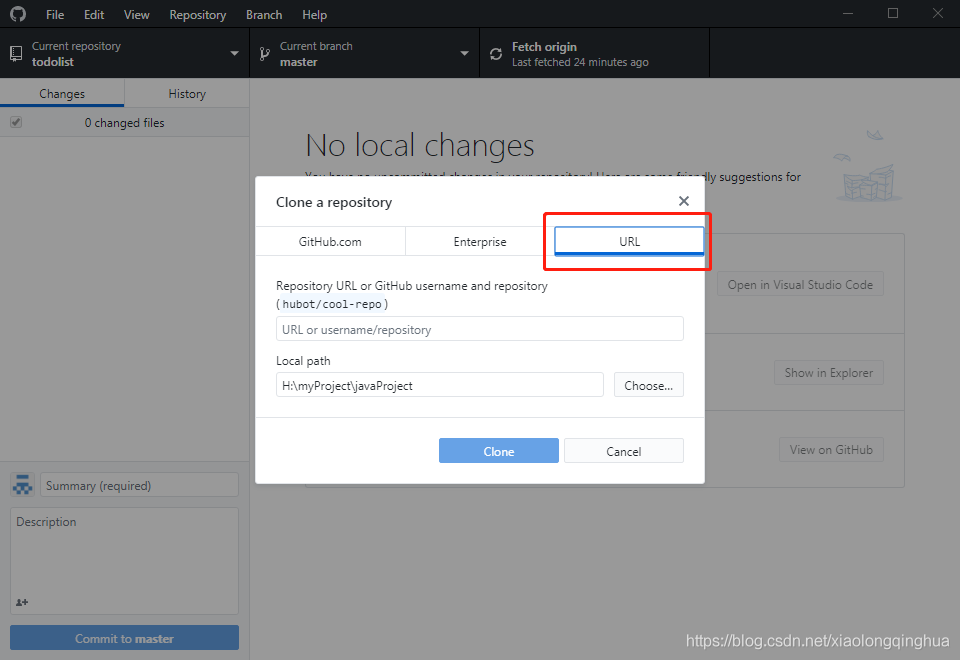 File Edit View Repository Branch Help
Current repository
todolist
Current branch
master
Fetch origin
Last fetched 24 minutes ago
Changes History
0 changed files
No local changes
You have no uncommitted changes in your repository! Here are some friendly suggestions for
Clone a repository
GitHub.com Enterprise URL
Repository URL or GitHub username and repository
(hubot/cool-repo)
URL or username/repository
Local path
H:\myProject\javaProject Choose...
Clone Cancel
Open in Visual Studio Code
Show in Explorer
View on GitHub
Summary (required)
Description
Commit to master
https://blog.csdn.net/xiaolongqinghua